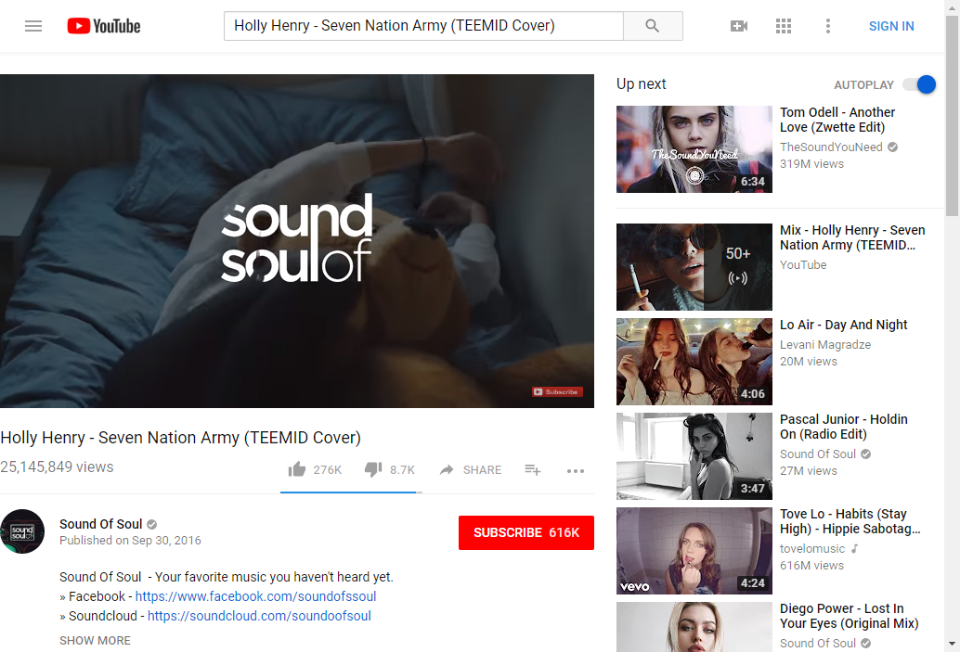 YouTube
Holly Henry - Seven Nation Army (TEEMID Cover)
SIGN IN
sound
soulof
Subscribe
Holly Henry - Seven Nation Army (TEEMID Cover)
25,145,849 views
276K
8.7K
SHARE
sound
soulof
Sound Of Soul
Published on Sep 30, 2016
SUBSCRIBE 616K
Sound Of Soul - Your favorite music you haven't heard yet.
» Facebook - https://www.facebook.com/soundofssoul
» Soundcloud - https://soundcloud.com/soundoofsoul
SHOW MORE
Up next
AUTOPLAY
TheSoundYouNeed
6:34
Tom Odell - Another
Love (Zwette Edit)
TheSoundYouNeed
319M views
50+
Mix - Holly Henry - Seven
Nation Army (TEEMID…
YouTube
4:06
Lo Air - Day And Night
Levani Magradze
20M views
3:47
Pascal Junior - Holdin
On (Radio Edit)
Sound Of Soul
27M views
vevo
4:24
Tove Lo - Habits (Stay
High) - Hippie Sabotag…
tovelomusic
616M views
Diego Power - Lost In
Your Eyes (Original Mix)
Sound Of Soul